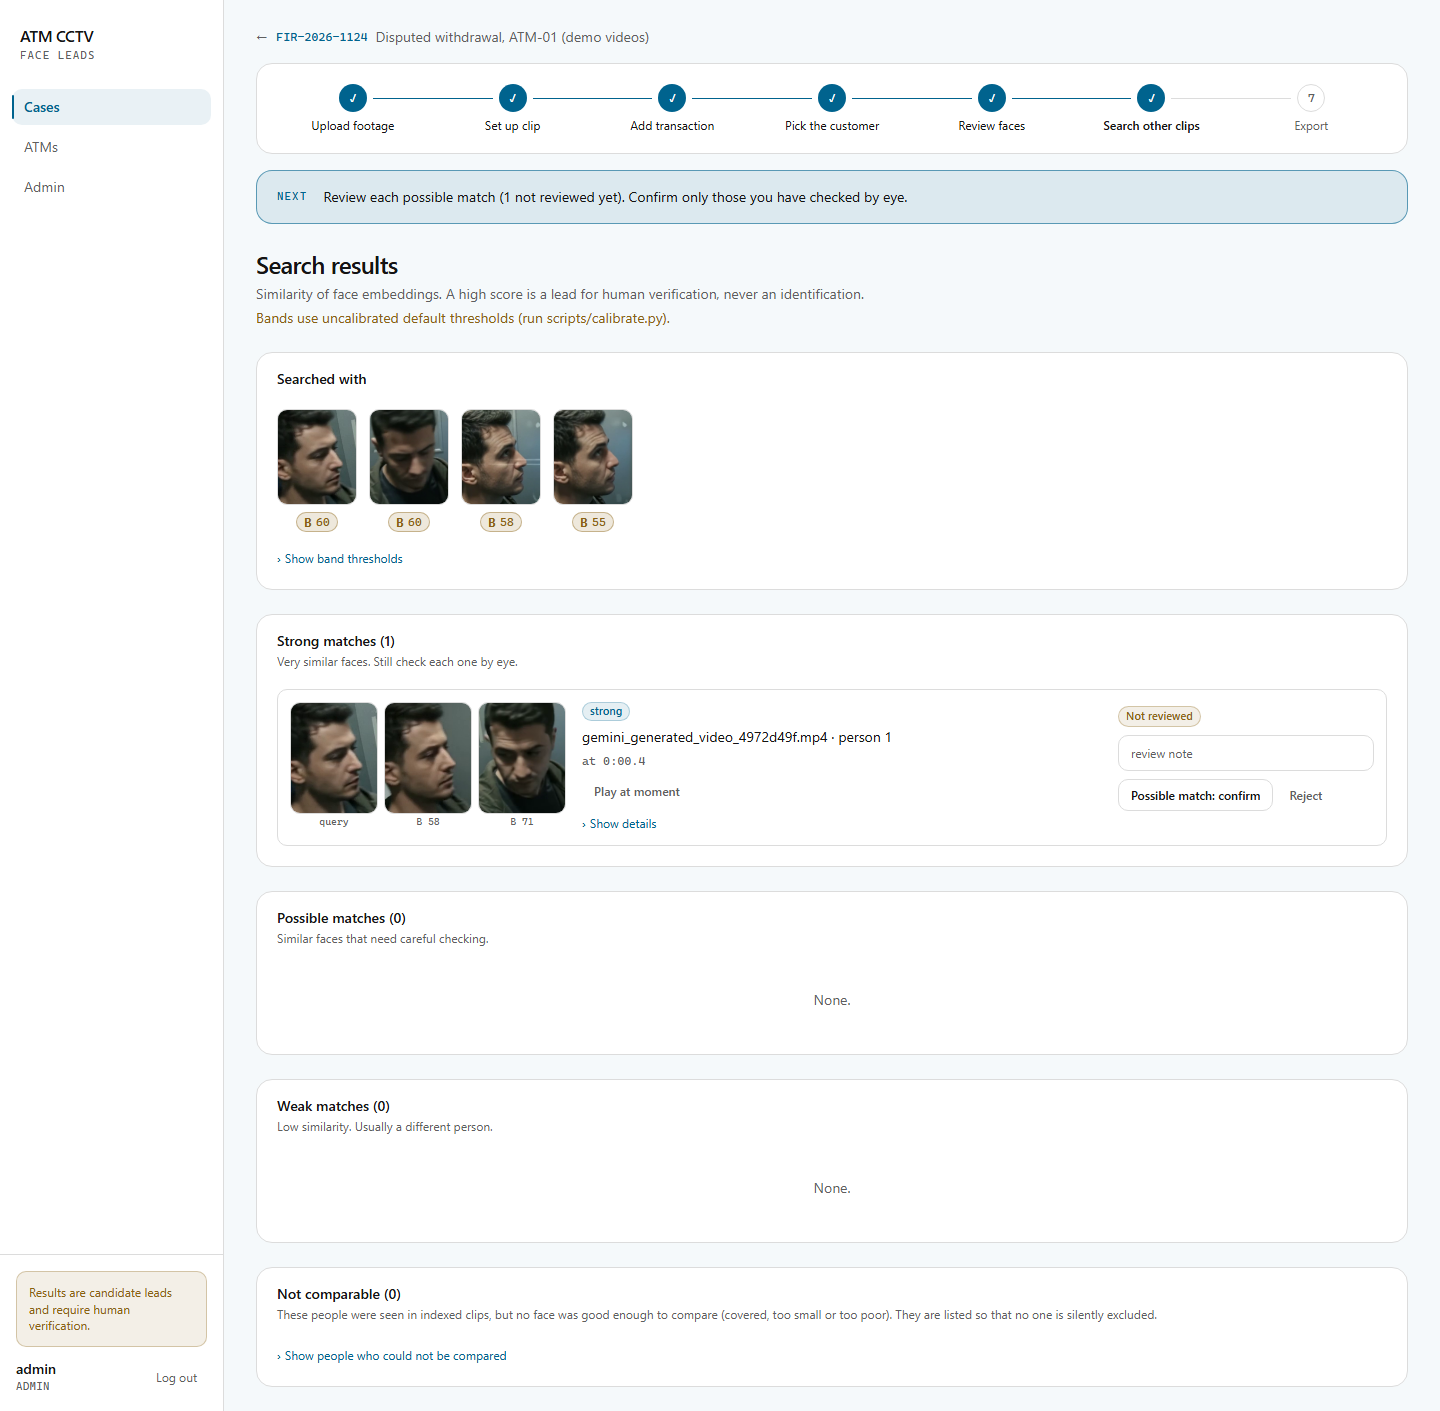 ATM CCTV
FACE LEADS
Cases
ATMs
Admin
← FIR-2026-1124 Disputed withdrawal, ATM-01 (demo videos)
✓ ✓ ✓ ✓ ✓ ✓ 7
Upload footage Set up clip Add transaction Pick the customer Review faces Search other clips Export
NEXT Review each possible match (1 not reviewed yet). Confirm only those you have checked by eye.
Search results
Similarity of face embeddings. A high score is a lead for human verification, never an identification.
Bands use uncalibrated default thresholds (run scripts/calibrate.py).
Searched with
B 60 B 60 B 58 B 55
› Show band thresholds
Strong matches (1)
Very similar faces. Still check each one by eye.
query B 58 B 71
strong
gemini_generated_video_4972d49f.mp4 · person 1
at 0:00.4
Play at moment
› Show details
Not reviewed
review note
Possible match: confirm Reject
Possible matches (0)
Similar faces that need careful checking.
None.
Weak matches (0)
Low similarity. Usually a different person.
None.
Not comparable (0)
These people were seen in indexed clips, but no face was good enough to compare (covered, too small or too poor). They are listed so that no one is silently excluded.
› Show people who could not be compared
Results are candidate leads
and require human
verification.
admin
ADMIN
Log out